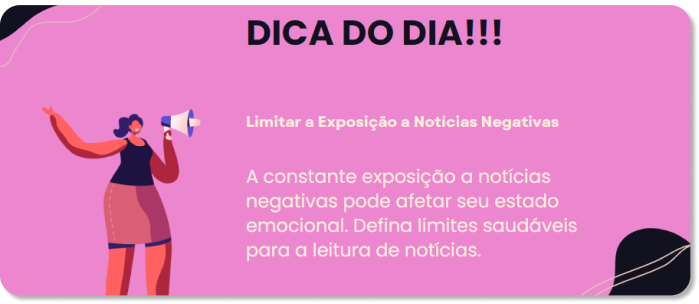 DICA DO DIA!!!
Limitar a Exposição a Notícias Negativas
A constante exposição a notícias
negativas pode afetar seu estado
emocional. Defina limites saudáveis
para a leitura de notícias.